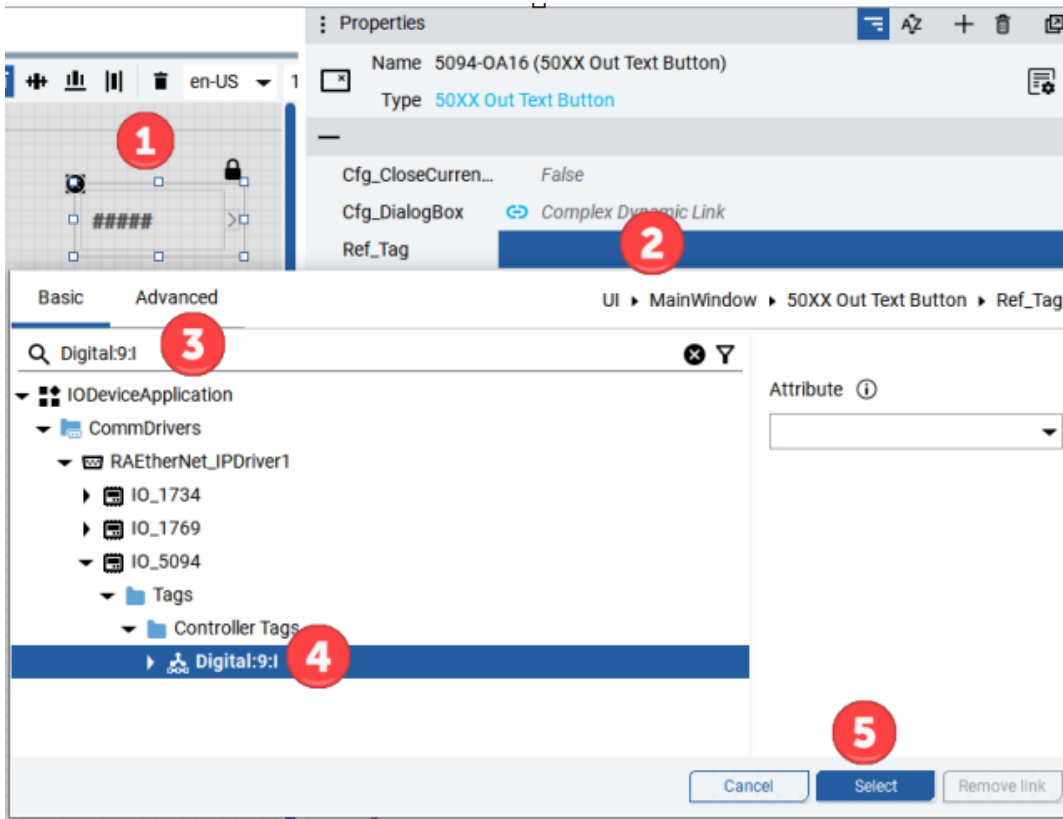 Properties
en-US
1
Name 5094-OA16 (50XX Out Text Button)
Type 50XX Out Text Button
1
Cfg_CloseCurren... False
Cfg_DialogBox Complex Dynamic Link
#####
2
Ref_Tag
Basic Advanced
UI MainWindow 50XX Out Text Button Ref_Tag
3
Digital:9:I
IODeviceApplication
Attribute
CommDrivers
RAEtherNet_IPDriver1
IO_1734
IO_1769
IO_5094
Tags
Controller Tags
Digital:9:I
4
5
Cancel Select Remove link